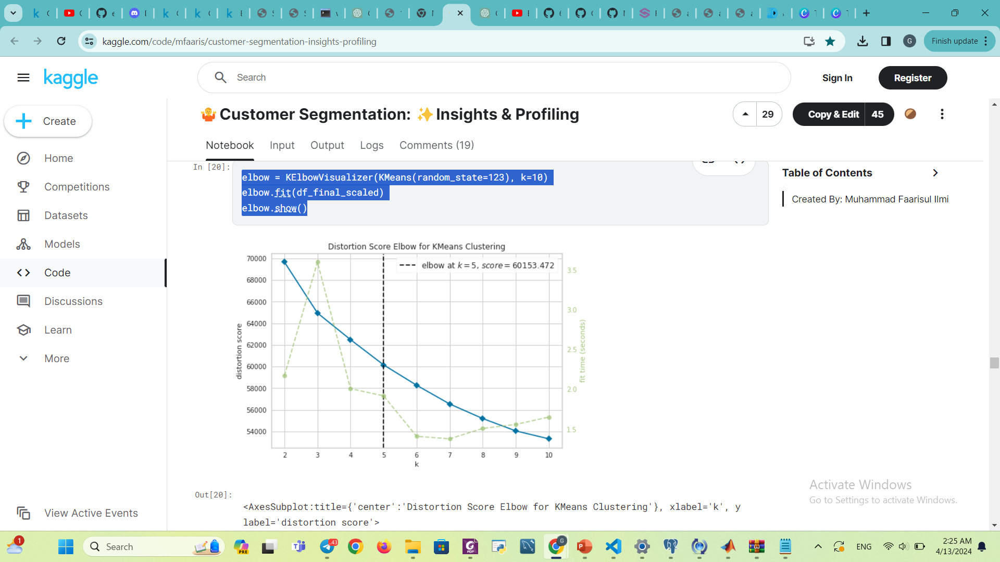 kaggle.com/code/mfaaris/customer-segmentation-insights-profiling
G
Finish update
kaggle
Search
Sign In
Register
Create
Home
Competitions
Datasets
Models
Code
Discussions
Learn
More
View Active Events
🤷Customer Segmentation: ✨Insights & Profiling
29
Copy & Edit 45
Notebook
Input
Output
Logs
Comments (19)
In [20]:
elbow = KElbowVisualizer(KMeans(random_state=123), k=10)
elbow.fit(df_final_scaled)
elbow.show()
Table of Contents
Created By: Muhammad Faarisul Ilmi
Distortion Score Elbow for KMeans Clustering
elbow at k = 5, score = 60153.472
70000
68000
66000
64000
62000
60000
58000
56000
54000
distortion score
3.5
3.0
2.5
2.0
1.5
fit time (seconds)
2 3 4 5 6 7 8 9 10
k
Out[20]:
<AxesSubplot:title={'center':'Distortion Score Elbow for KMeans Clustering'}, xlabel='k', y
label='distortion score'>
Activate Windows
Go to Settings to activate Windows.
1
Search
PRE
43
ENG
2:25 AM
4/13/2024